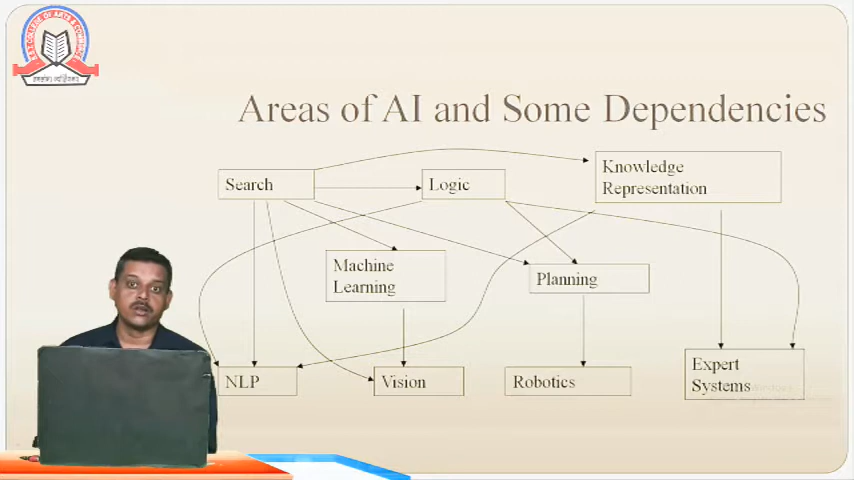 Areas of AI and Some Dependencies
Search
Logic
Knowledge
Representation
Machine
Learning
Planning
NLP
Vision
Robotics
Expert
Systems